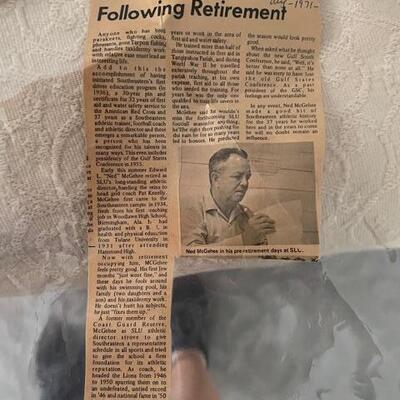 Following Retirement
1971
Anyone who has bred
parakeets, fighting cocks,
pheasants, gone Tarpon fishing
and handles taxidermy work
with relative ease must lead an
interesting life.
Add to this the
accomplishment of having
initiated Southeastern's first
driver education program (in
1936), a 30-year pin and
certificate for 32 years of first
aid and water safety service to
the American Red Cross and
37 years as a Southeastern
athletic trainer, football coach
and athletic director and there
emerges a remarkable person,
a person who has been
recognized for his talents in
many ways. This even includes
presidency of the Gulf States
Conference in 1955.
Early this summer Edward
L. "Ned" McGehee retired at
SLU's long-standing athletic
director, handing the reins to
head grid coach Pat Kenelly.
McGehee first came to the
Southeastern campus in 1934,
fresh from his first coaching
job in Woodlawn High School,
Birmingham, Ala. It had
graduated with a B. S. in
health and physical education
from Tulane University in
1931 after attending
Hammond High.
Now with retirement
occupying him, McGehee
feels pretty good. His first few
months "just went fine," and
these days he fools around
with his swimming pool, his
family (two daughters and a
son) and his taxidermy work.
He doesn't hunt his subjects,
he just "fixes them up."
A former member of the
Coast Guard Reserve,
McGehee as SLU athletic
director strove to give
Southeastern a representative
schedule in all sports and tried
to give the school a firm
foundation for its athletic
reputation. As coach, he
headed the Lions from 1946
to 1950 spurring them on to
an undefeated, untied record
in '46 and national fame in '50
years or work in the area of
first aid and water safety.
He trained more than half of
those first instructed in first aid in
Tangipahoa Parish, and during
World War II he travelled
extensively throughout the
parish teaching, at his own
expense, first aid to all those
who needed the training. For
years he was the only one
qualified to train life savers in
the area.
McGehee said he wouldn't
miss the forthcoming SLU
football season for anything,
he'll be right there pushing for
the team he for so many years
lent his hand to. He predicted
the season would look pretty
good.
When asked what he thought
about the new Gulf South
Conference, he said, "Well, it's
better than none at all." He
said he was sorry to have lost
the old Gulf States
Conference. As a past
president of the GSC, his
feelings are understandable.
In any event, Ned McGehee
made a good bit of
Southeastern's athletic history
for the 37 years he worked
here and in the years to come
will no doubt remain an
influence.
Ned McGehee in his pre-retirement days at SLU.